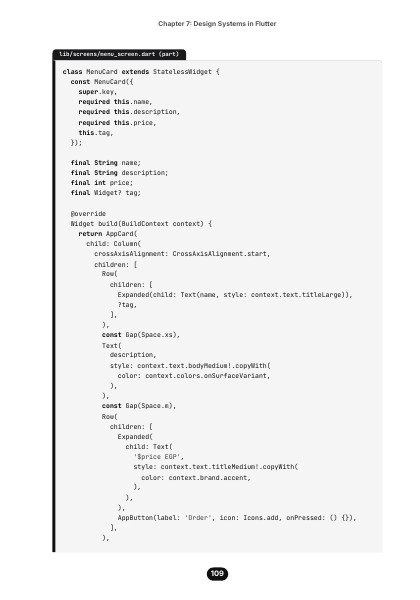 Chapter 7: Design Systems in Flutter
lib/screens/menu_screen.dart (part)
class MenuCard extends StatelessWidget {
  const MenuCard({
    super.key,
    required this.name,
    required this.description,
    required this.price,
    this.tag,
  });

  final String name;
  final String description;
  final int price;
  final Widget? tag;

  @override
  Widget build(BuildContext context) {
    return AppCard(
      child: Column(
        crossAxisAlignment: CrossAxisAlignment.start,
        children: [
          Row(
            children: [
              Expanded(child: Text(name, style: context.text.titleLarge)),
              ?tag,
            ],
          ),
          const Gap(Space.xs),
          Text(
            description,
            style: context.text.bodyMedium!.copyWith(
              color: context.colors.onSurfaceVariant,
            ),
          ),
          const Gap(Space.m),
          Row(
            children: [
              Expanded(
                child: Text(
                  '$price EGP',
                  style: context.text.titleMedium!.copyWith(
                    color: context.brand.accent,
                  ),
                ),
              ),
              AppButton(label: 'Order', icon: Icons.add, onPressed: () {}),
            ],
          ),
109